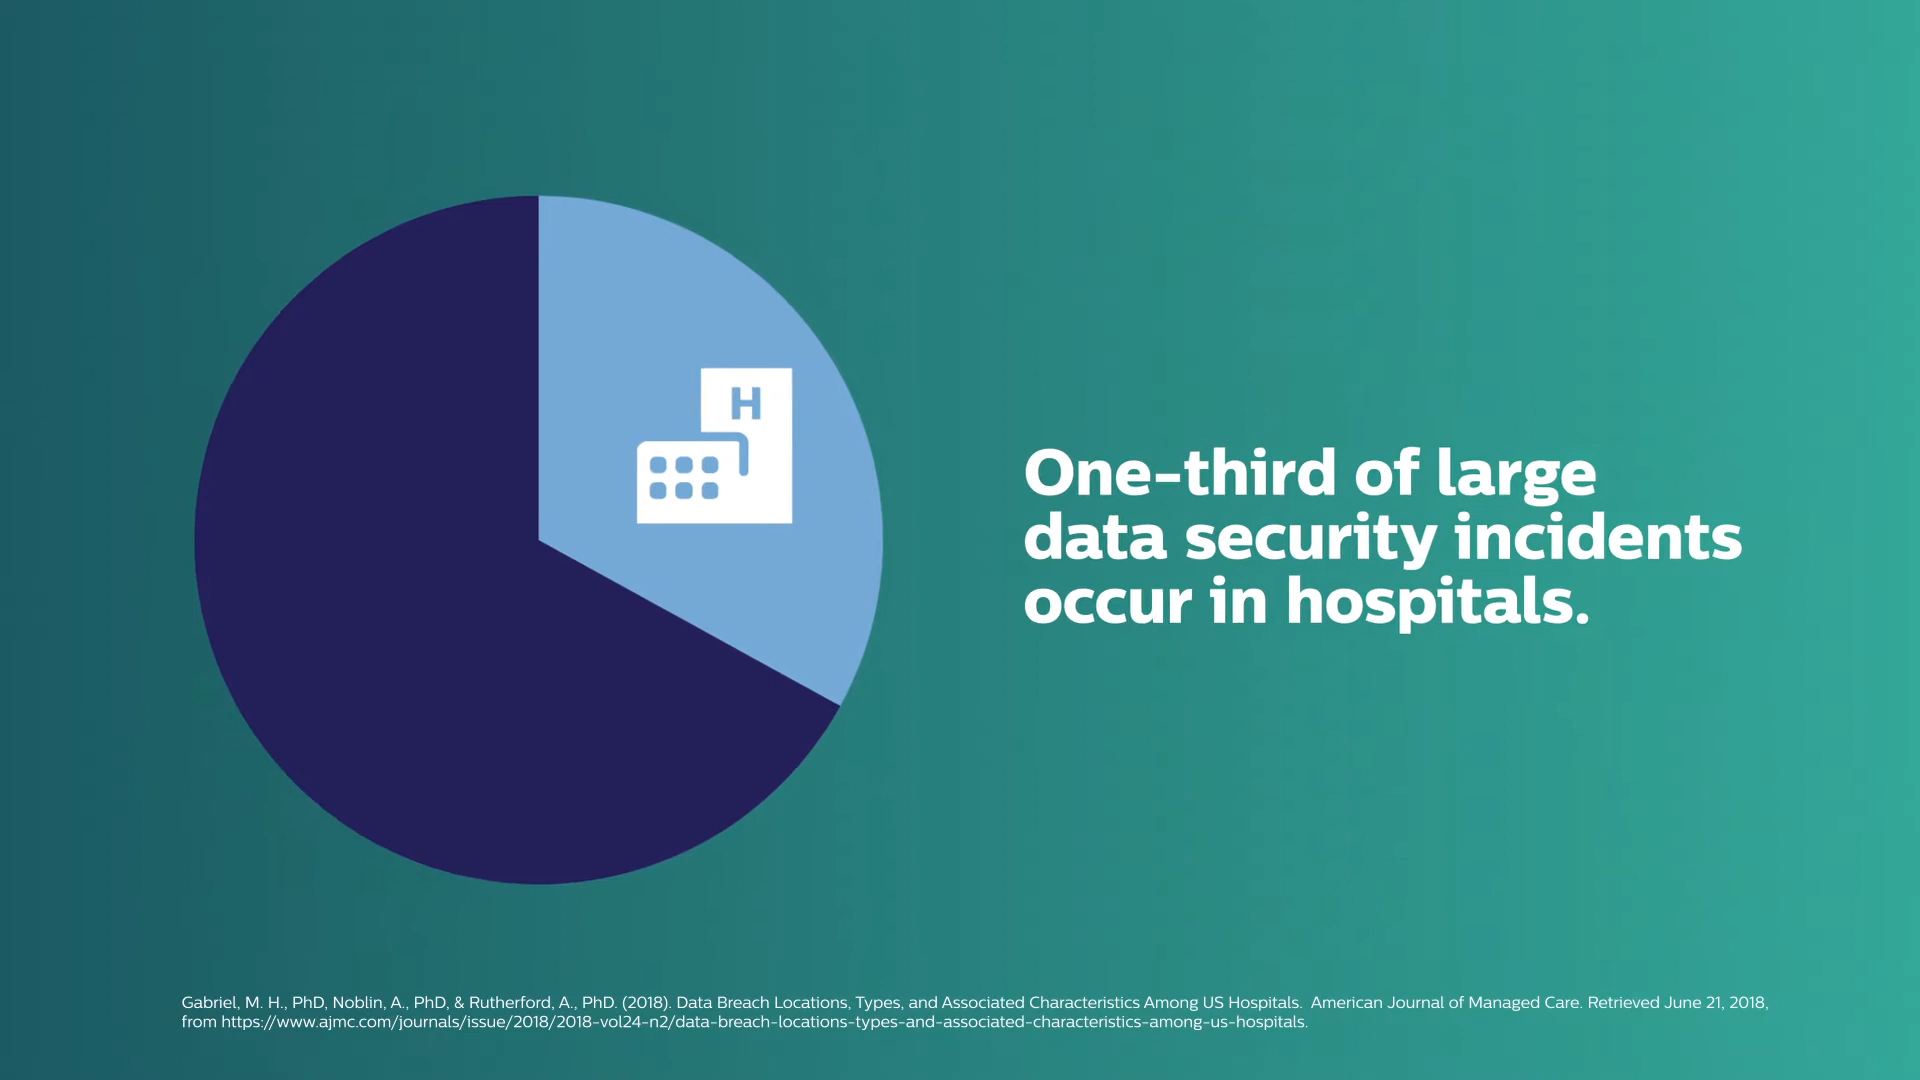 H
One-third of large
data security incidents
occur in hospitals.
Gabriel, M. H., PhD, Noblin, A., PhD, & Rutherford, A., PhD. (2018). Data Breach Locations, Types, and Associated Characteristics Among US Hospitals.  American Journal of Managed Care. Retrieved June 21, 2018,
from https://www.ajmc.com/journals/issue/2018/2018-vol24-n2/data-breach-locations-types-and-associated-characteristics-among-us-hospitals.